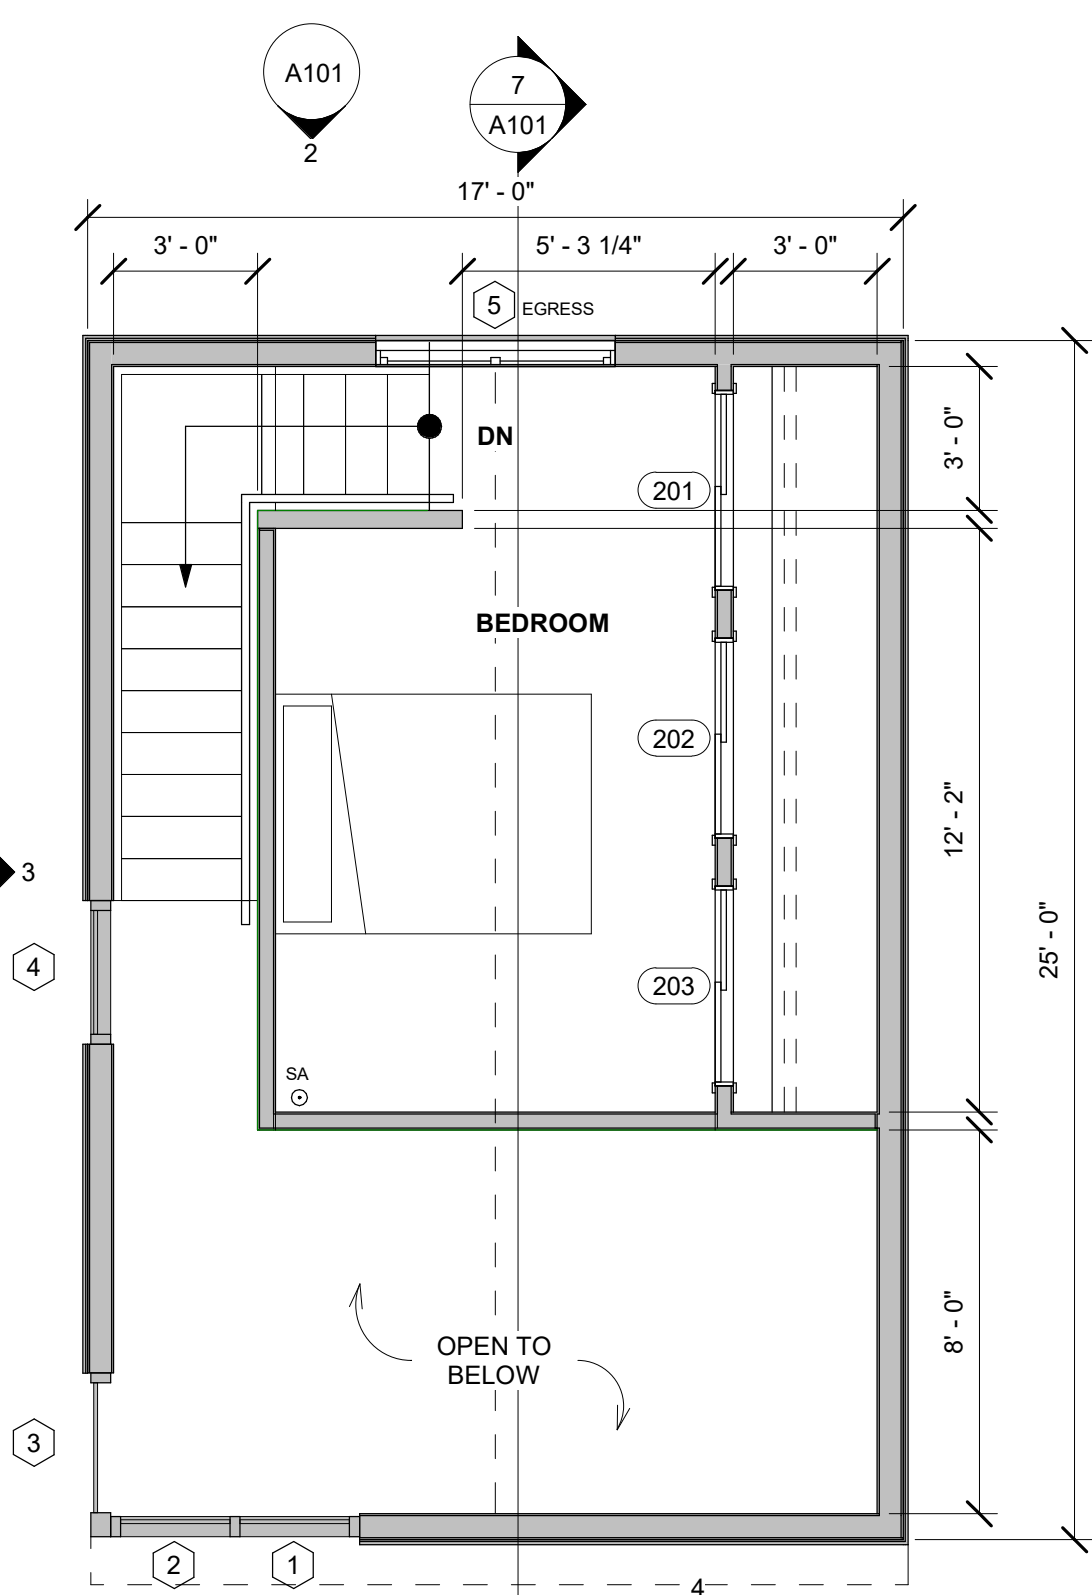 A101
2
7
A101
17' - 0"
3' - 0"
5' - 3 1/4"
3' - 0"
5
EGRESS
DN
3' - 0"
201
BEDROOM
202
12' - 2"
3
4
25' - 0"
203
SA
8' - 0"
OPEN TO
BELOW
3
2
1
4